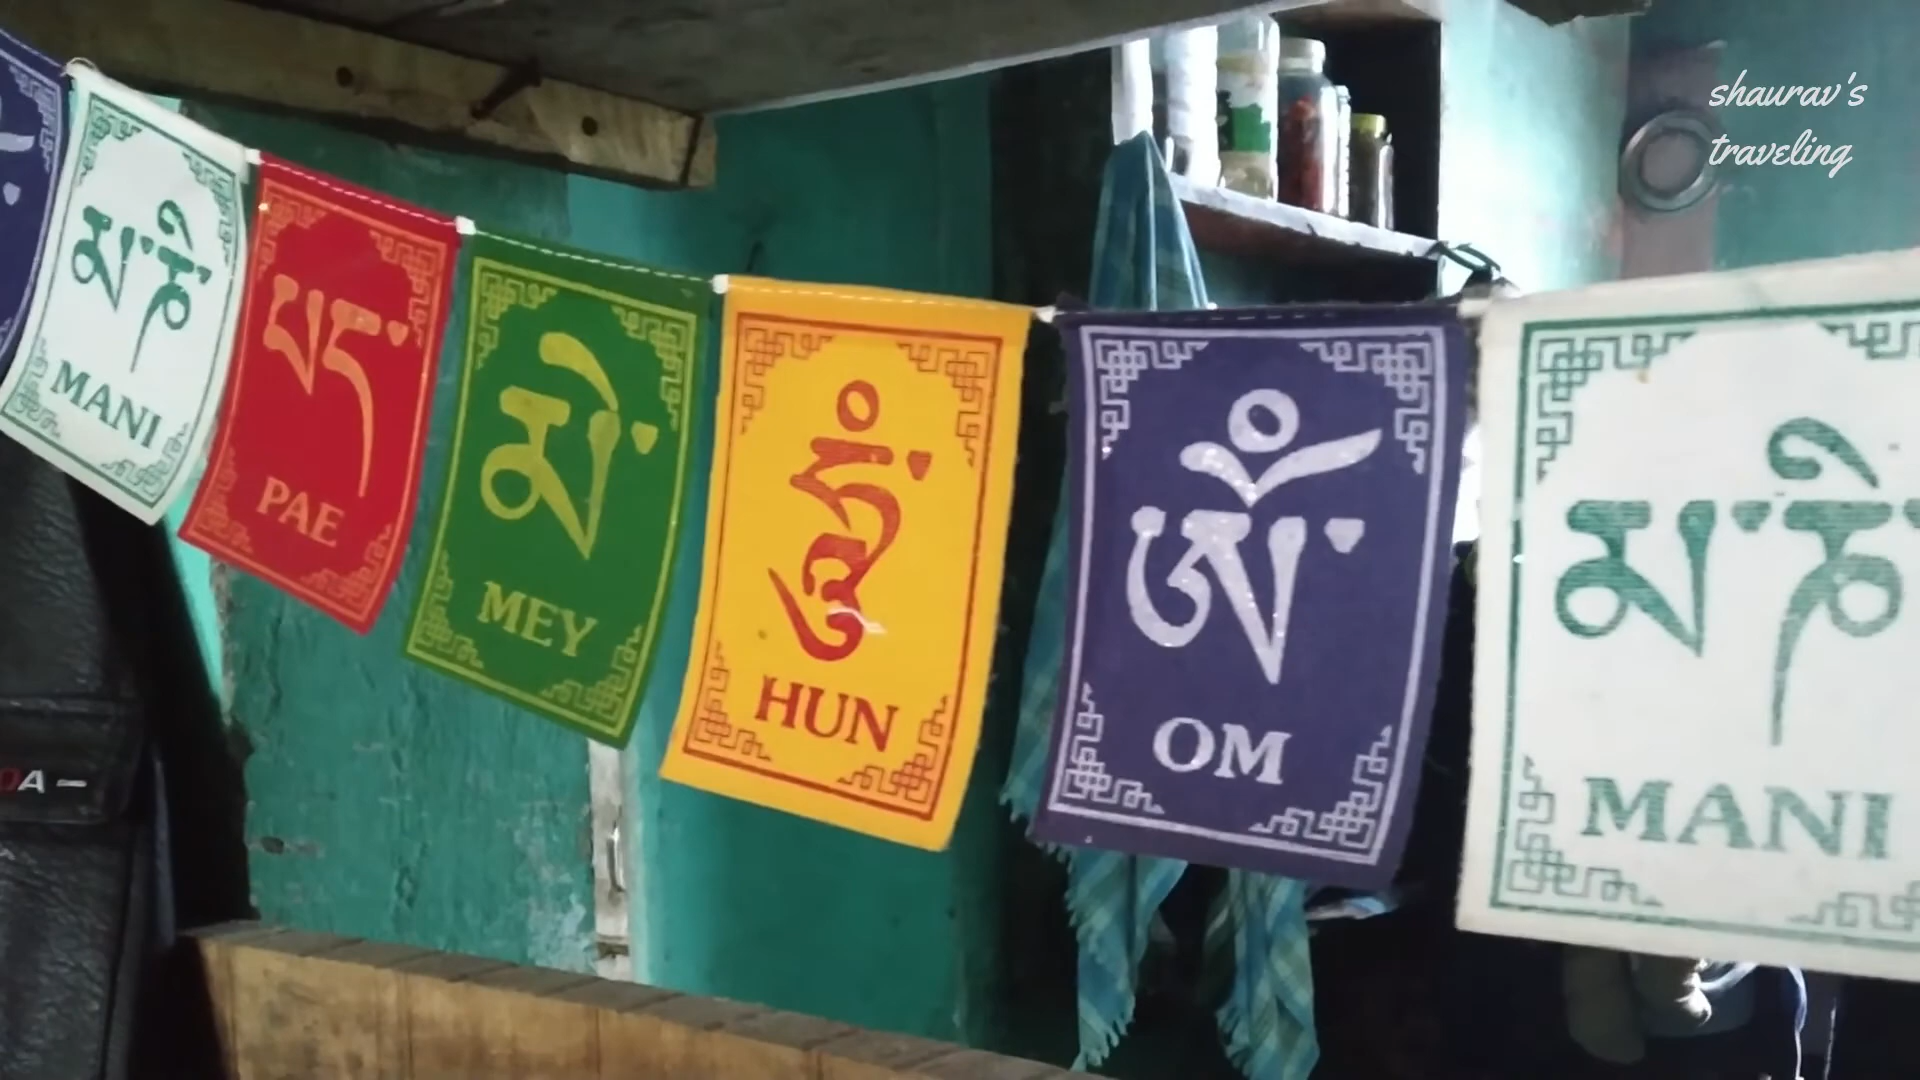 shaurav's
traveling
མ་ནི
MANI
པད་
PAE
མེ་
MEY
ཧཱུྃ་
HUN
ཨོཾ་
OM
མ་ནི
MANI